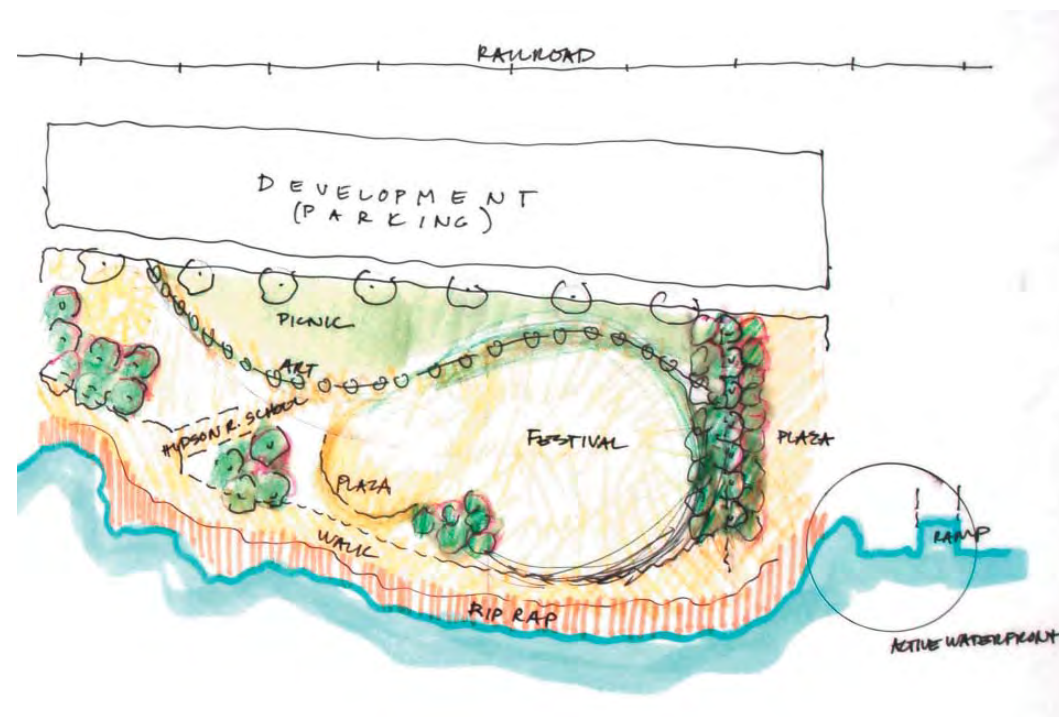 RAILROAD
DEVELOPMENT
(PARKING)
PICNIC
ART
HUDSON R. SCHOOL
FESTIVAL
PLAZA
PLAZA
WALK
RAMP
RIP RAP
ACTIVE WATERFRONT